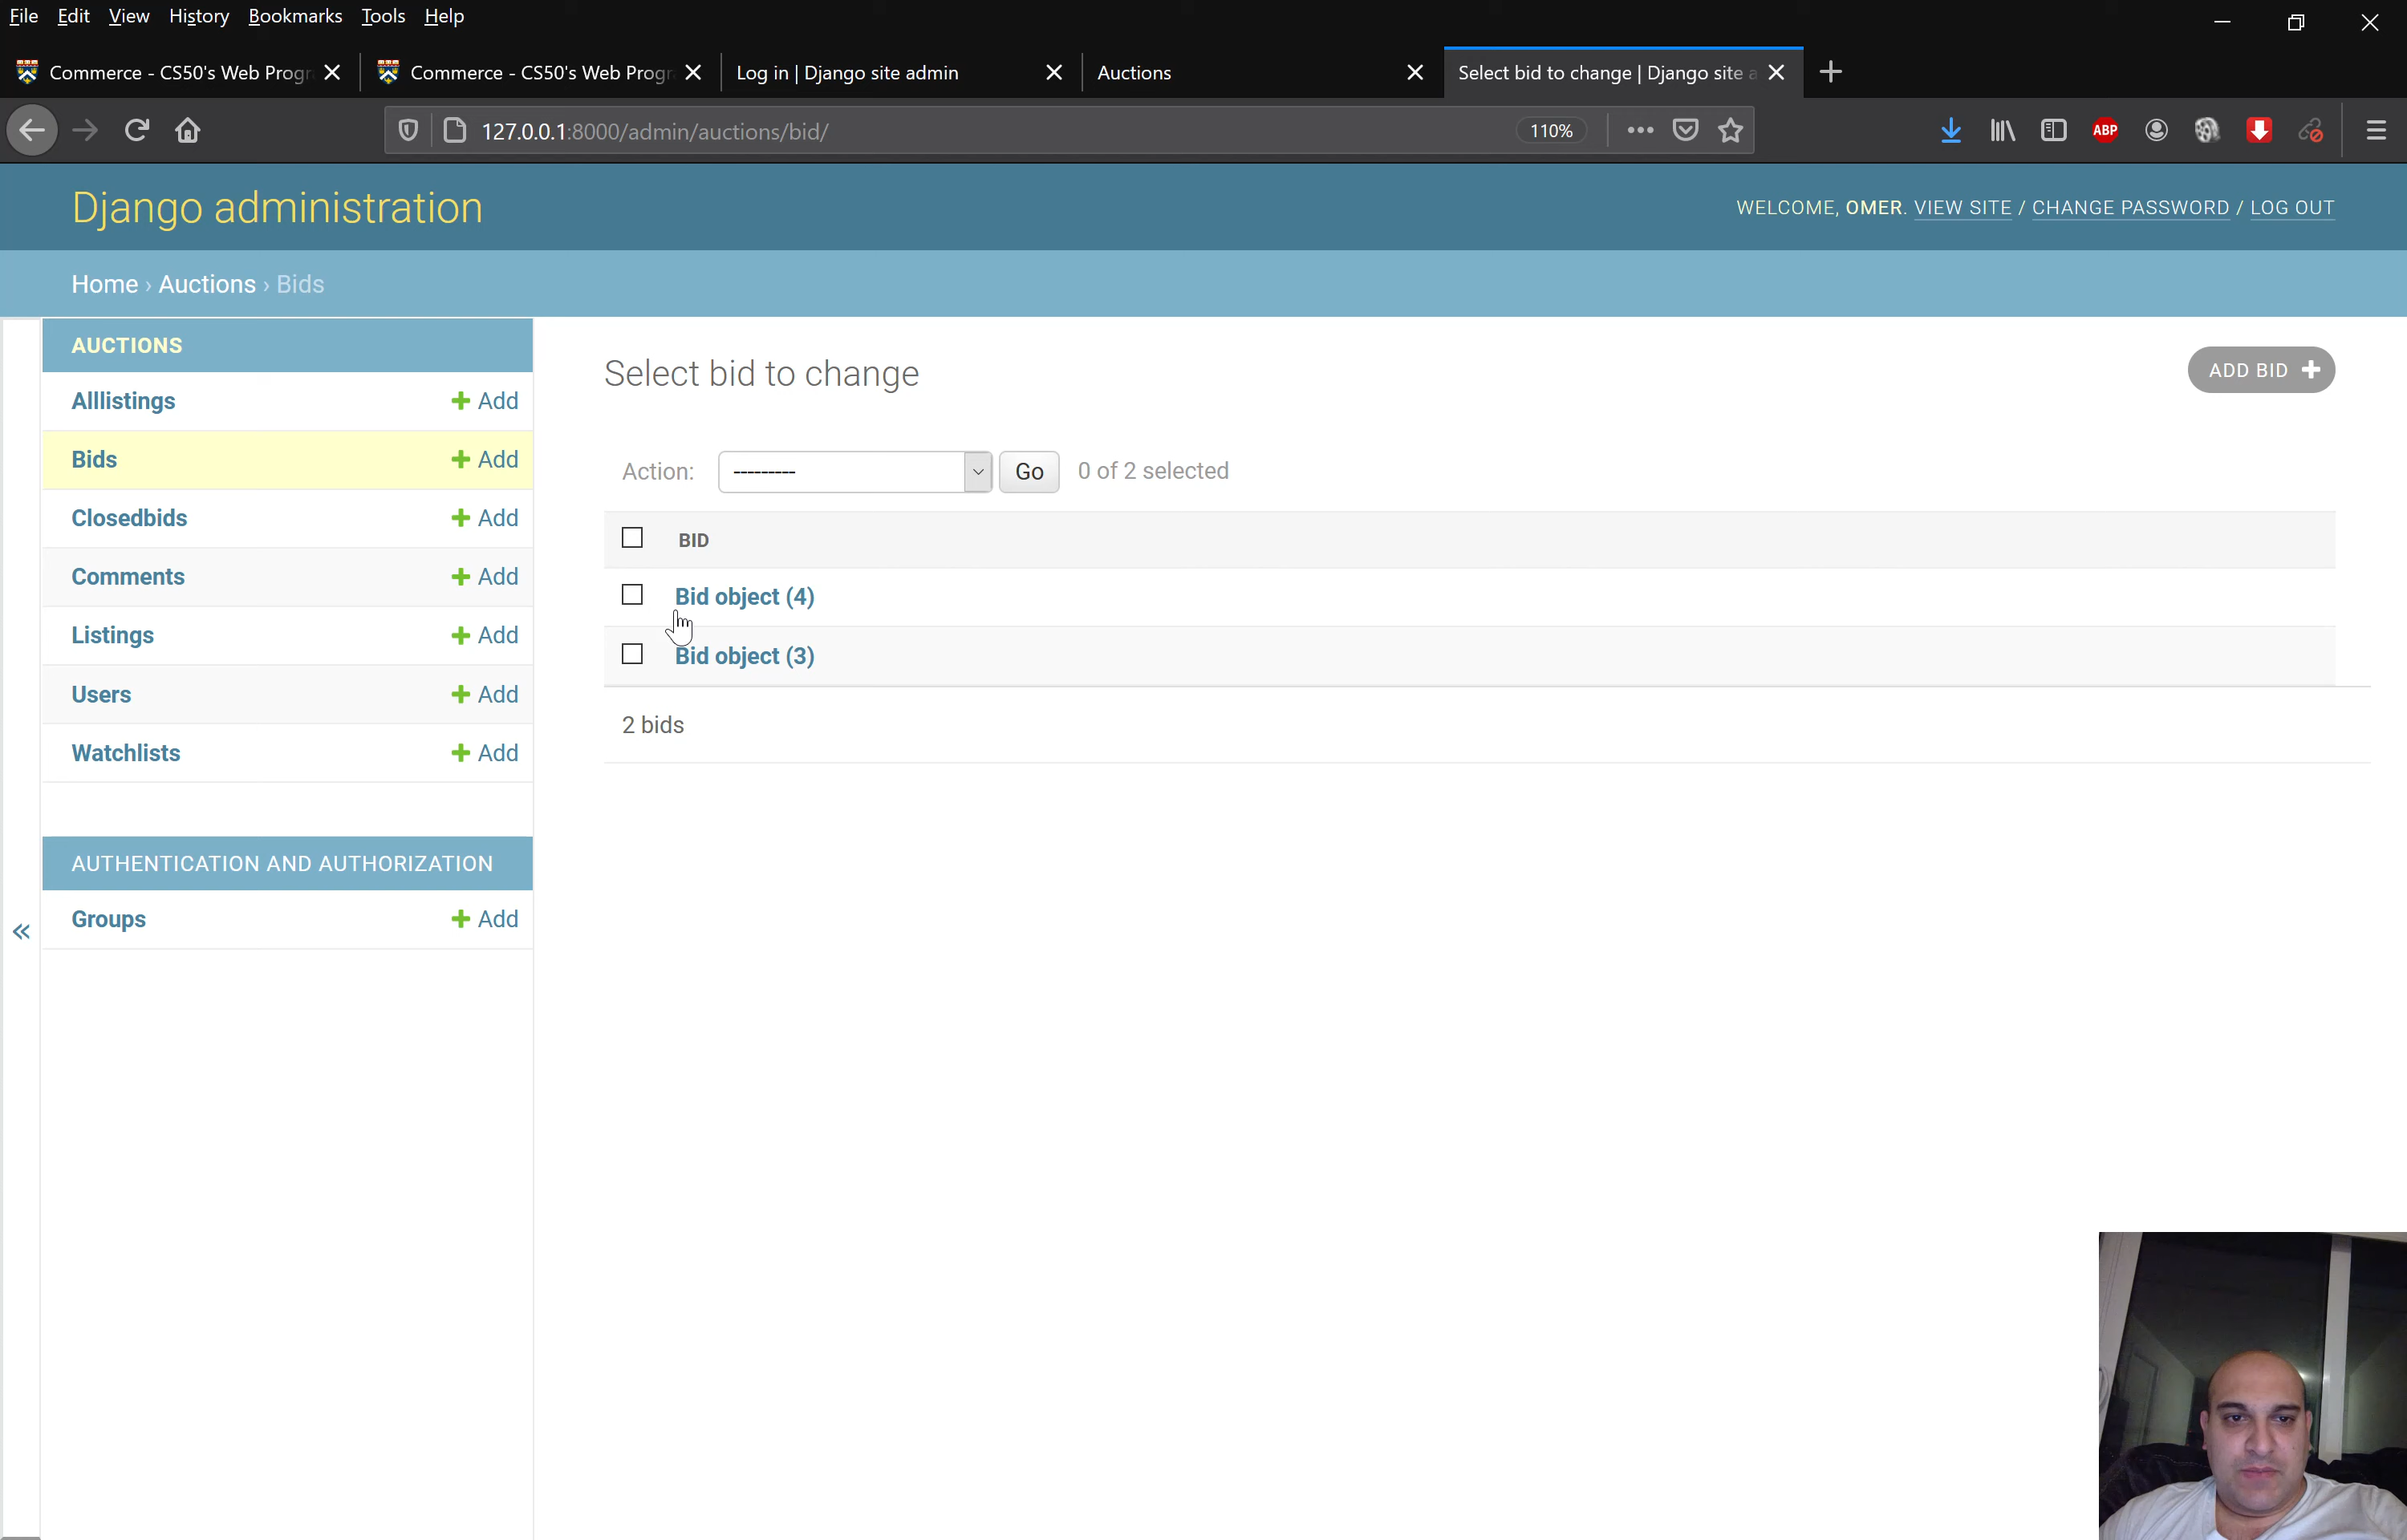 File Edit View History Bookmarks Tools Help
Commerce - CS50's Web Progr
Commerce - CS50's Web Progr
Log in | Django site admin
Auctions
Select bid to change | Django site a
127.0.0.1:8000/admin/auctions/bid/
110%
ABP
Django administration
WELCOME, OMER. VIEW SITE / CHANGE PASSWORD / LOG OUT
Home › Auctions › Bids
AUCTIONS
Alllistings + Add
Bids + Add
Closedbids + Add
Comments + Add
Listings + Add
Users + Add
Watchlists + Add
AUTHENTICATION AND AUTHORIZATION
Groups + Add
«
Select bid to change
ADD BID +
Action: --------- Go 0 of 2 selected
BID
Bid object (4)
Bid object (3)
2 bids